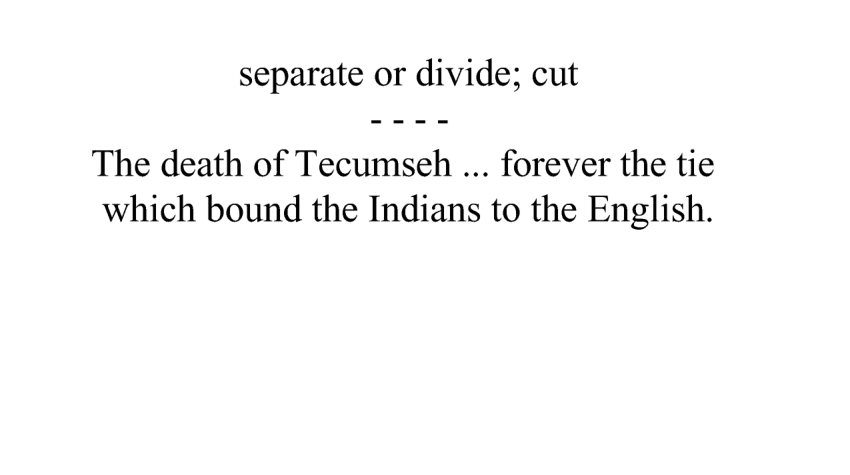 separate or divide; cut
- - - -
The death of Tecumseh ... forever the tie
which bound the Indians to the English.